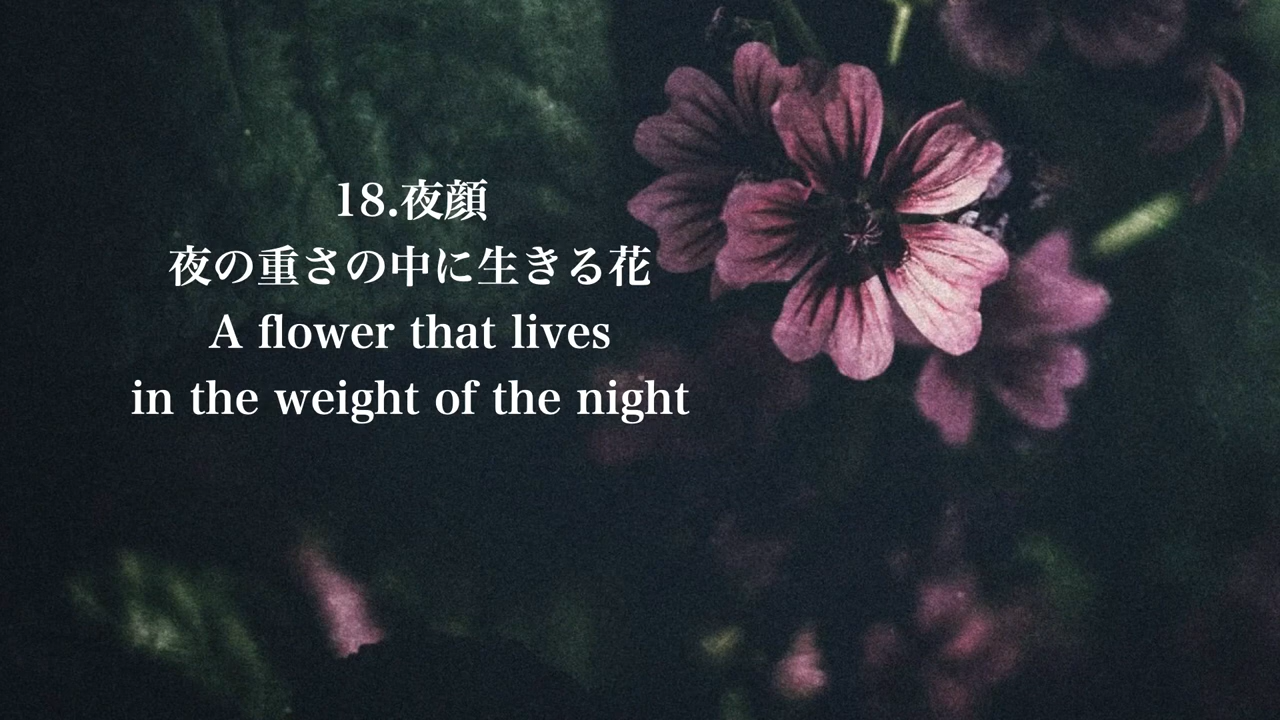 18.夜顔
夜の重さの中に生きる花
A flower that lives
in the weight of the night